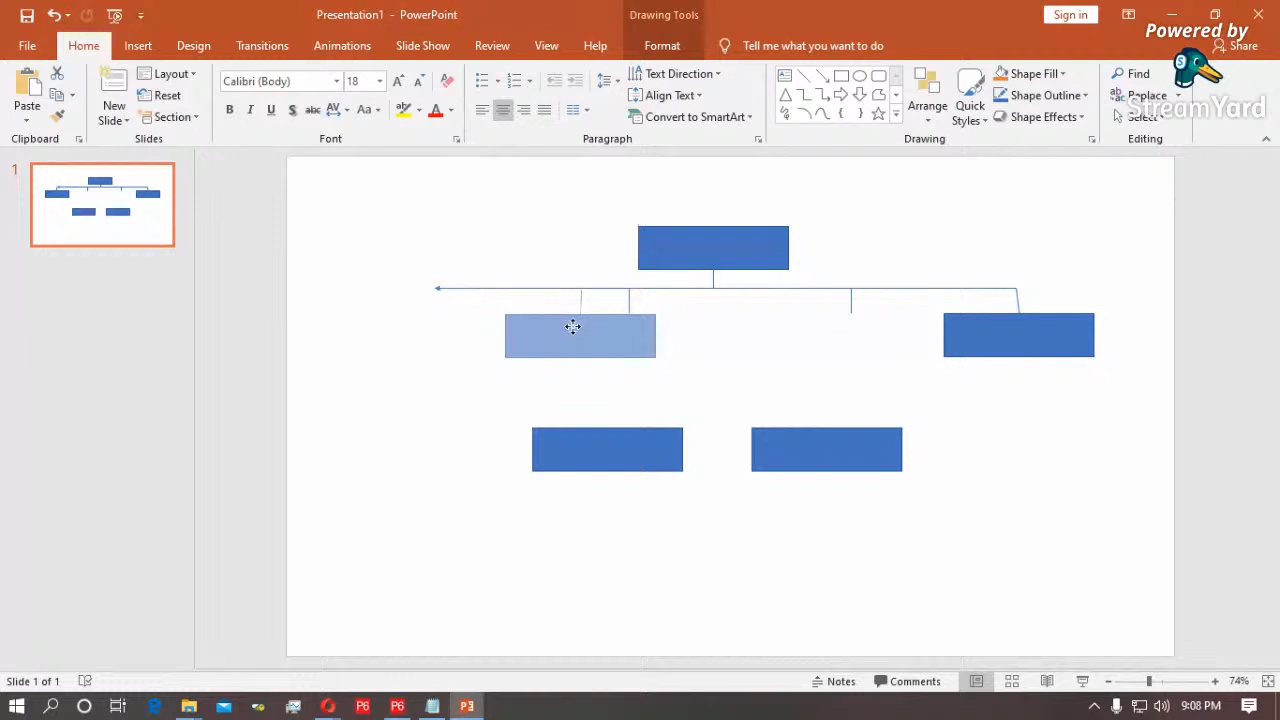 Presentation1 - PowerPoint
Drawing Tools
Sign in
Powered by
StreamYard
File Home Insert Design Transitions Animations Slide Show Review View Help Format Tell me what you want to do Share
Paste
New Slide
Layout
Reset
Section
Calibri (Body) 18
Text Direction
Align Text
Convert to SmartArt
Arrange
Quick Styles
Shape Fill
Shape Outline
Shape Effects
Find
Replace
Select
Clipboard Slides Font Paragraph Drawing Editing
1
Slide 1 of 1 Notes Comments 74%
9:08 PM